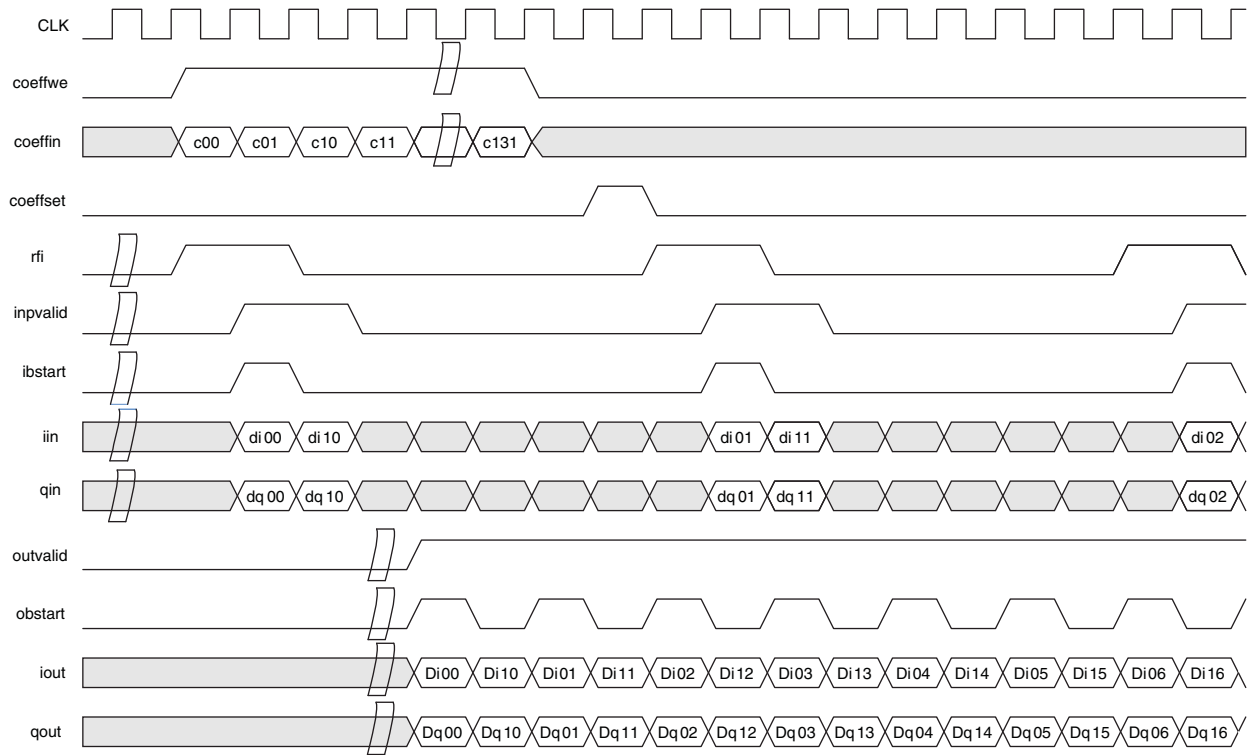 CLK
coeffwe
coeffin c00 c01 c10 c11 c131
coeffset
rfi
inpvalid
ibstart
iin di 00 di 10 di 01 di 11 di 02
qin dq 00 dq 10 dq 01 dq 11 dq 02
outvalid
obstart
iout Di00 Di10 Di01 Di11 Di02 Di12 Di03 Di13 Di04 Di14 Di05 Di15 Di06 Di16
qout Dq00 Dq10 Dq01 Dq11 Dq02 Dq12 Dq03 Dq13 Dq04 Dq14 Dq05 Dq15 Dq06 Dq16